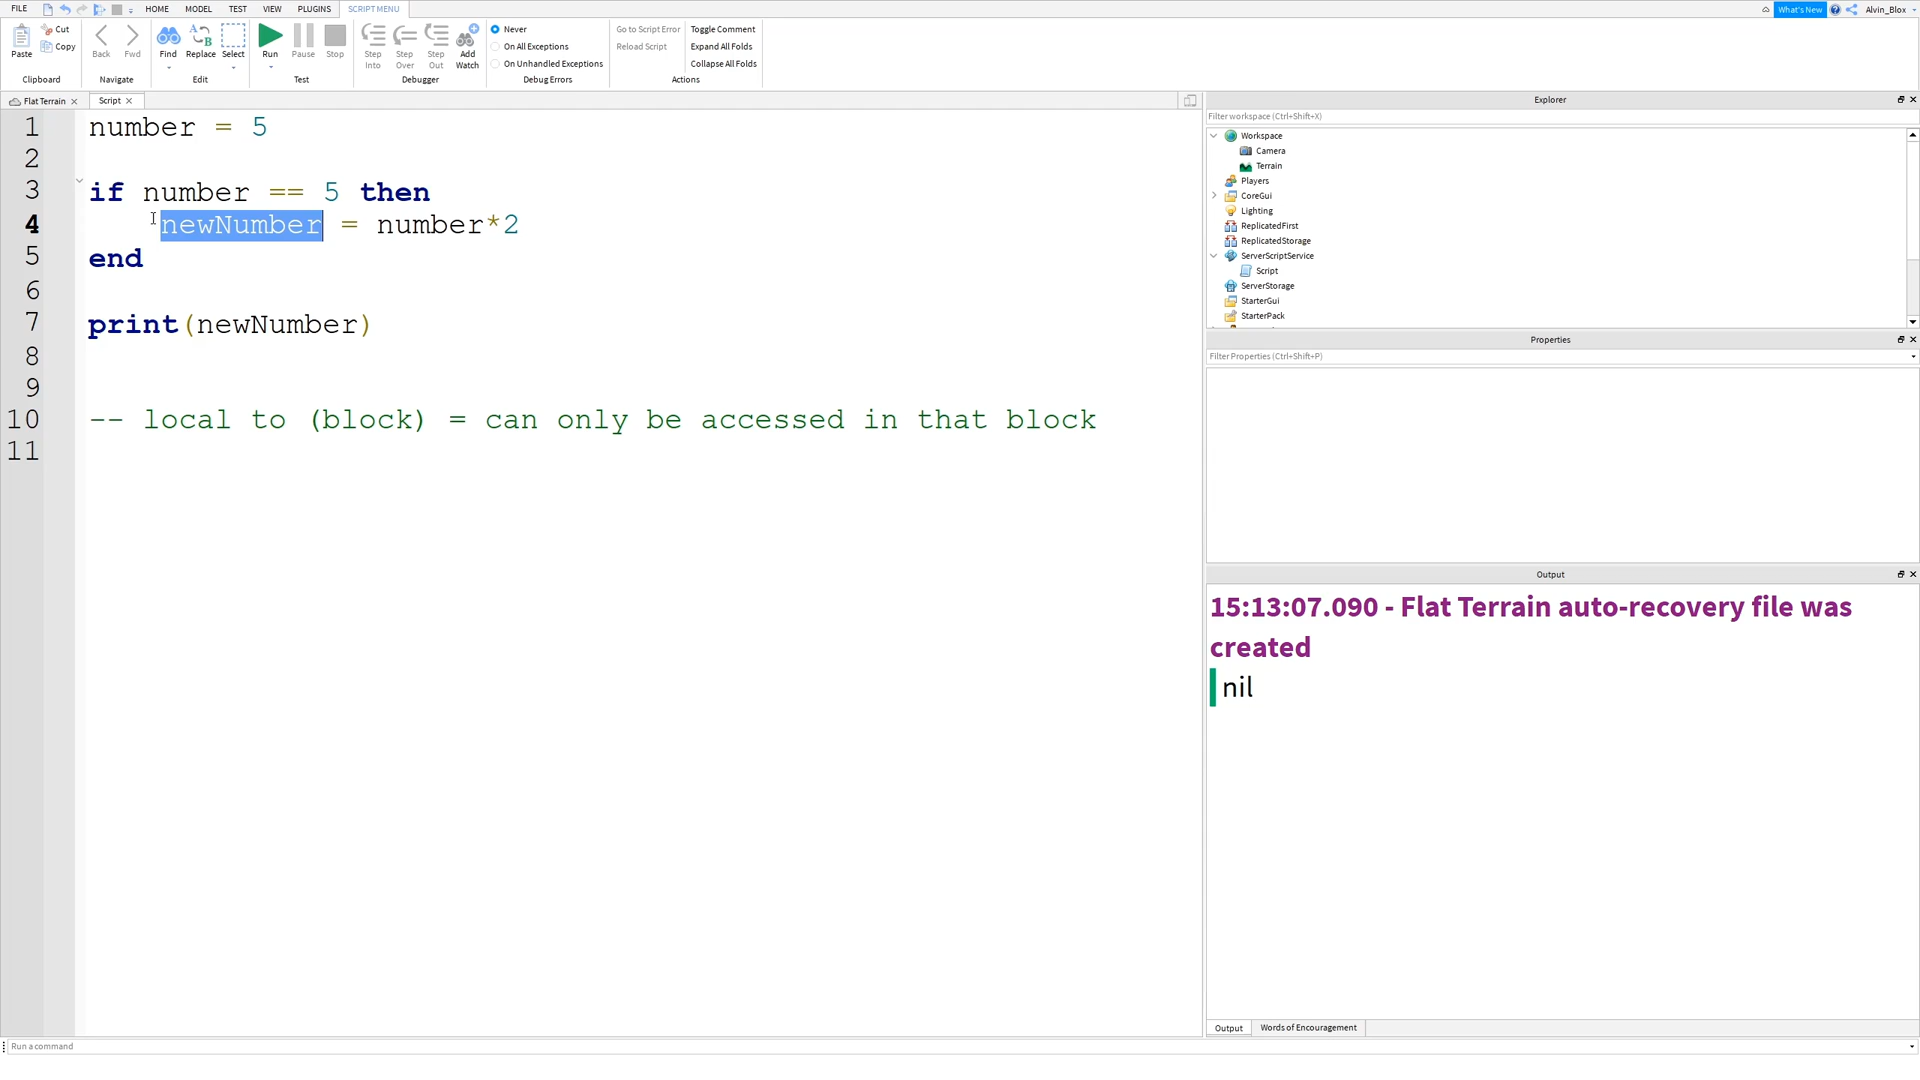 FILE HOME MODEL TEST VIEW PLUGINS SCRIPT MENU What's New Alvin_Blox
Paste Cut Copy Clipboard
Back Fwd Navigate
Find Replace Select Edit
Run Pause Stop Test
Step Into Step Over Step Out Add Watch Debugger
Never
On All Exceptions
On Unhandled Exceptions
Debug Errors
Go to Script Error Toggle Comment
Reload Script Expand All Folds
Collapse All Folds
Actions
Flat Terrain Script
1 number = 5
2
3 if number == 5 then
4 newNumber = number*2
5 end
6
7 print(newNumber)
8
9
10 -- local to (block) = can only be accessed in that block
11
Explorer
Filter workspace (Ctrl+Shift+X)
Workspace
Camera
Terrain
Players
CoreGui
Lighting
ReplicatedFirst
ReplicatedStorage
ServerScriptService
Script
ServerStorage
StarterGui
StarterPack
Properties
Filter Properties (Ctrl+Shift+P)
Output
15:13:07.090 - Flat Terrain auto-recovery file was
created
nil
Output Words of Encouragement
Run a command